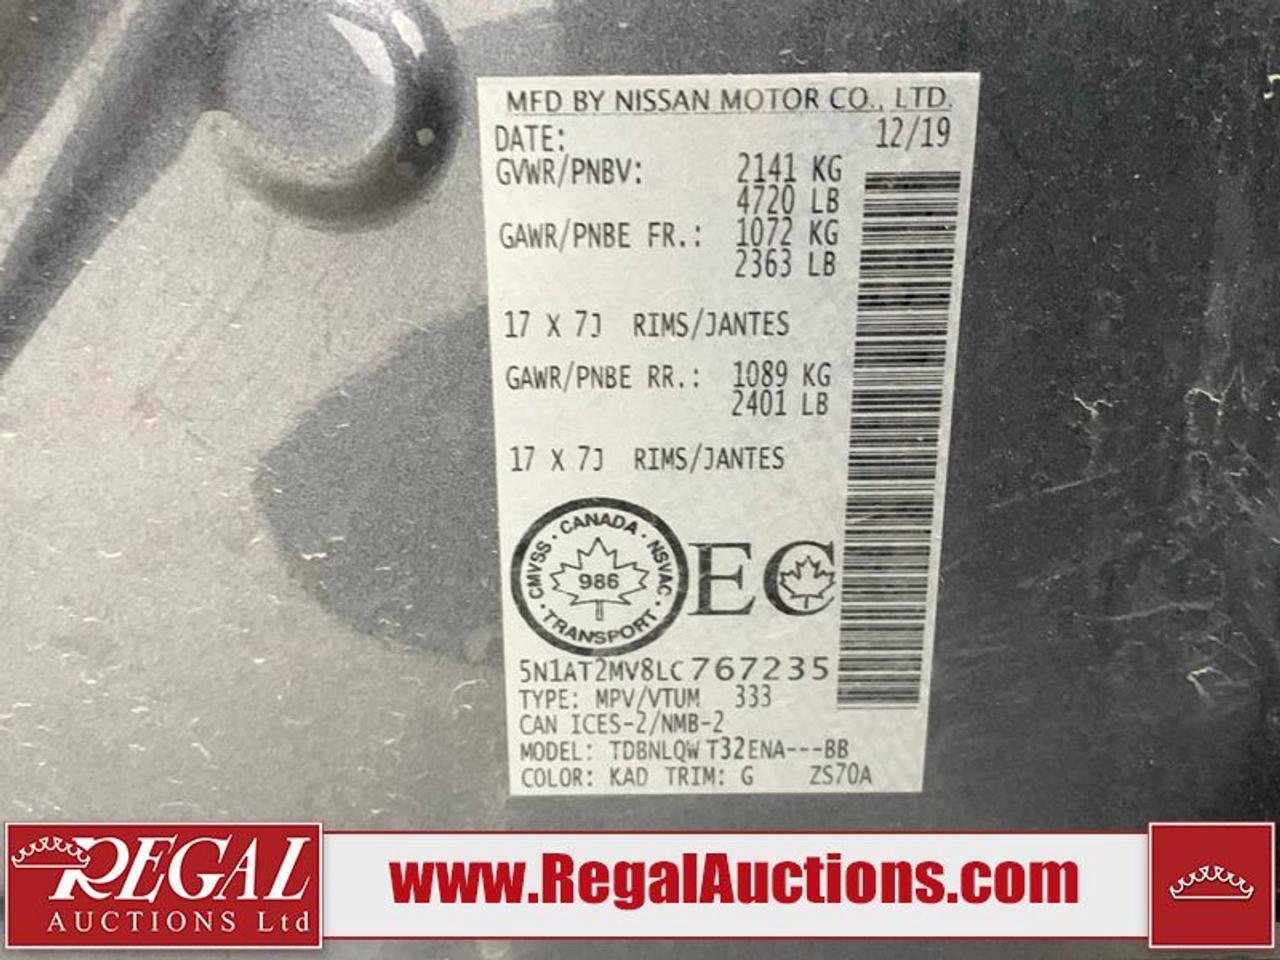 MFD BY NISSAN MOTOR CO., LTD.
DATE: 12/19
GVWR/PNBV: 2141 KG
4720 LB
GAWR/PNBE FR.: 1072 KG
2363 LB
17 X 7J RIMS/JANTES
GAWR/PNBE RR.: 1089 KG
2401 LB
17 X 7J RIMS/JANTES
CMVSS · CANADA · NSVAC · TRANSPORT ·
986
EC
5N1AT2MV8LC767235
TYPE: MPV/VTUM 333
CAN ICES-2/NMB-2
MODEL: TDBNLQW T32ENA---BB
COLOR: KAD TRIM: G ZS70A
REGAL
AUCTIONS Ltd
www.RegalAuctions.com